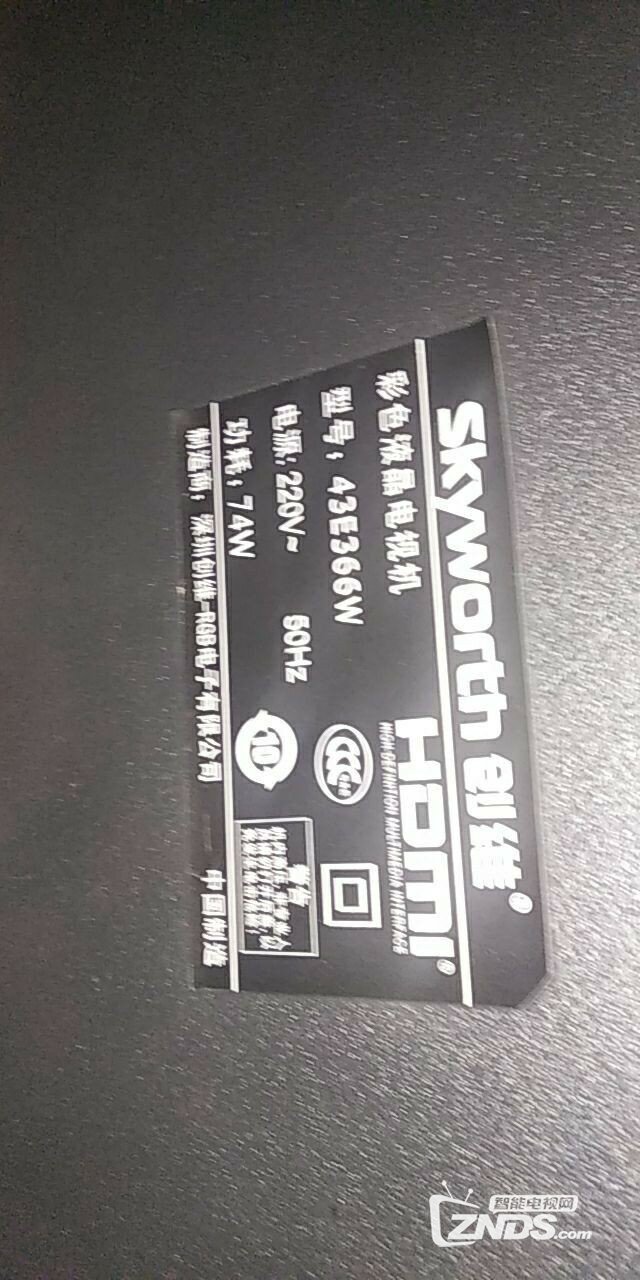 Skyworth 创维®
彩色液晶电视机
型号：43E366W
电源：220V~ 50Hz
功耗：74W
HDMI®
HIGH-DEFINITION MULTIMEDIA INTERFACE
CCC
10
警告
制造商：深圳创维-RGB电子有限公司 中国制造
智能电视网
ZNDS.com